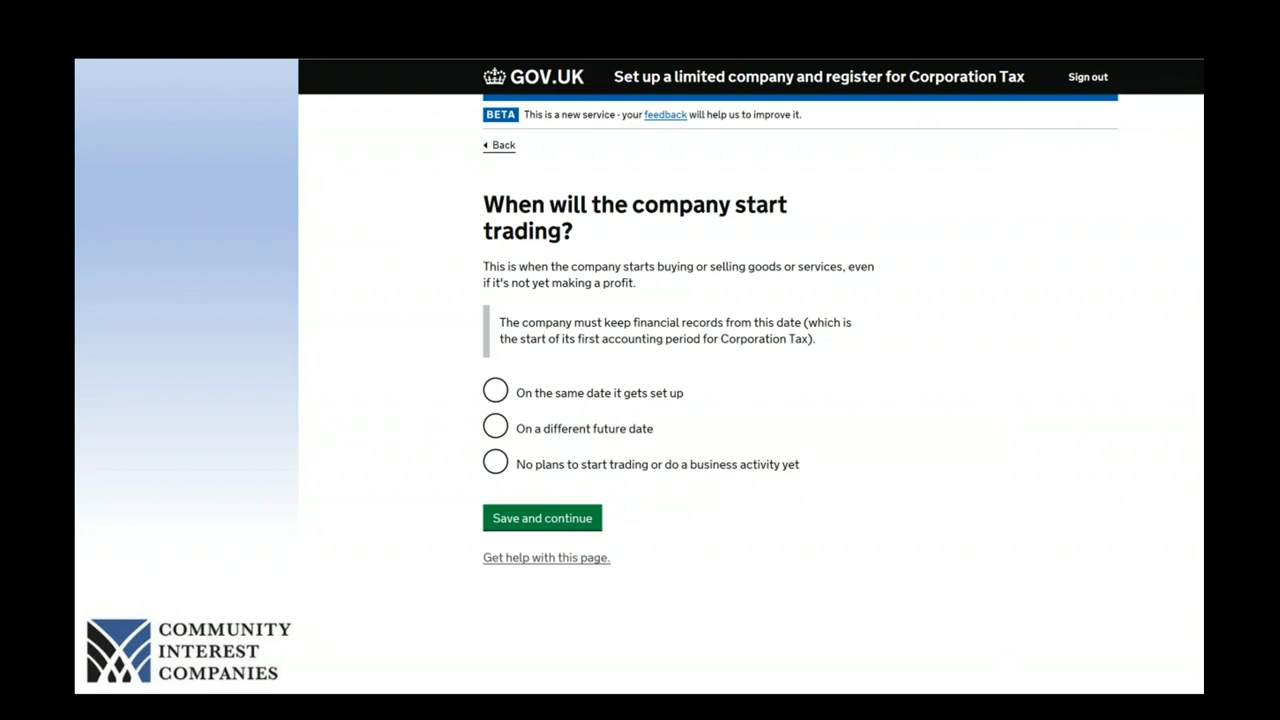 GOV.UK Set up a limited company and register for Corporation Tax Sign out
BETA This is a new service - your feedback will help us to improve it.
Back
When will the company start
trading?
This is when the company starts buying or selling goods or services, even
if it's not yet making a profit.
The company must keep financial records from this date (which is
the start of its first accounting period for Corporation Tax).
On the same date it gets set up
On a different future date
No plans to start trading or do a business activity yet
Save and continue
Get help with this page.
COMMUNITY
INTEREST
COMPANIES